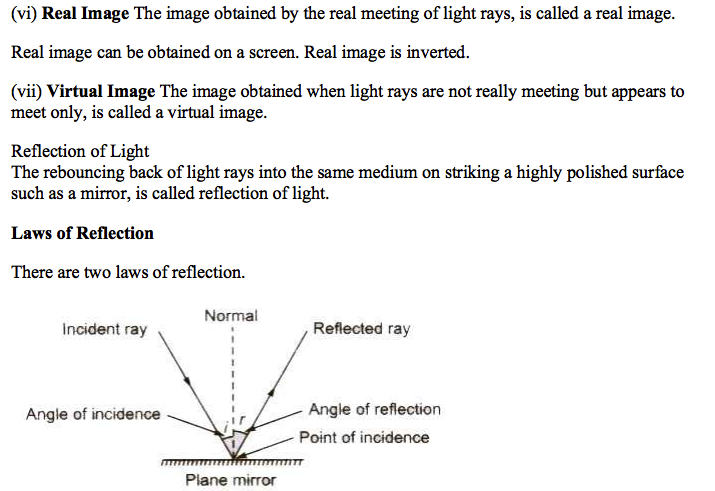 (vi) Real Image The image obtained by the real meeting of light rays, is called a real image.
Real image can be obtained on a screen. Real image is inverted.
(vii) Virtual Image The image obtained when light rays are not really meeting but appears to
meet only, is called a virtual image.
Reflection of Light
The rebouncing back of light rays into the same medium on striking a highly polished surface
such as a mirror, is called reflection of light.
Laws of Reflection
There are two laws of reflection.
Normal
Incident ray
Reflected ray
Angle of incidence
i r
Angle of reflection
Point of incidence
Plane mirror